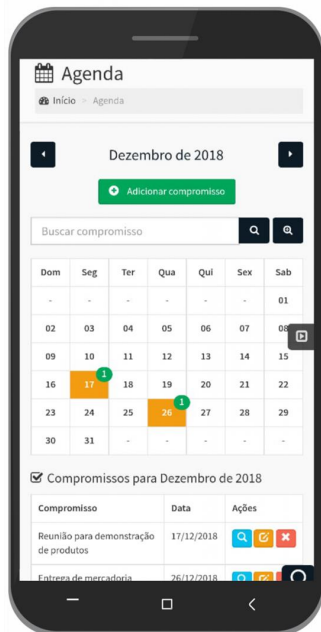 Agenda
Início > Agenda
Dezembro de 2018
Adicionar compromisso
Buscar compromisso
Dom Seg Ter Qua Qui Sex Sab
- - - - - - 01
02 03 04 05 06 07 08
09 10 11 12 13 14 15
1
16 17 18 19 20 21 22
1
23 24 25 26 27 28 29
30 31 - - - - -
Compromissos para Dezembro de 2018
Compromisso Data Ações
Reunião para demonstração 17/12/2018
de produtos
Entrega de mercadoria 26/12/2018